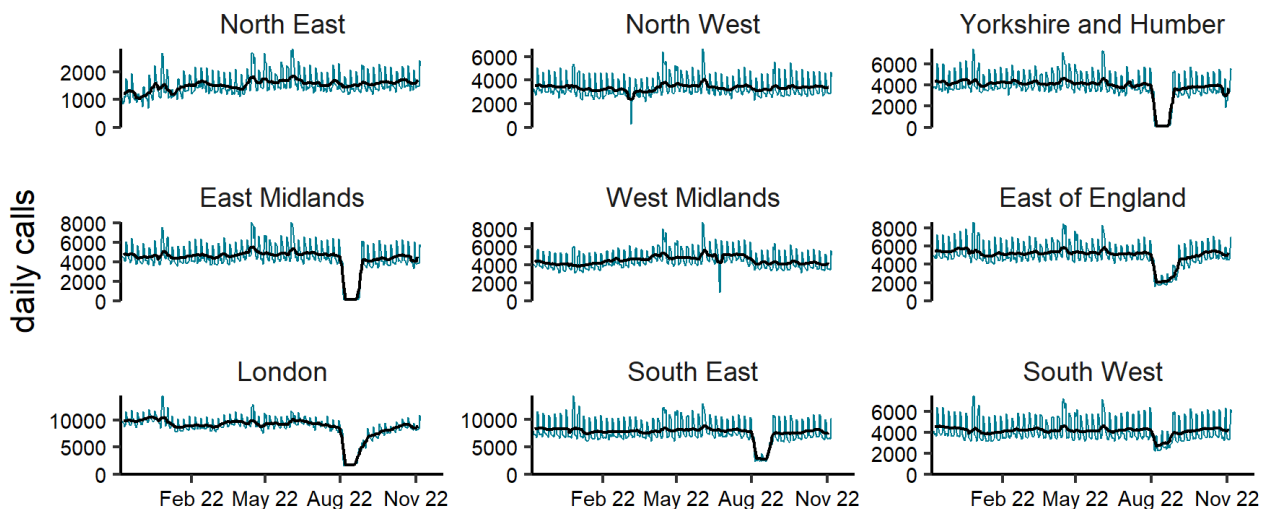 daily calls
North East
2000
1000
0
North West
6000
4000
2000
0
Yorkshire and Humber
6000
4000
2000
0
East Midlands
8000
6000
4000
2000
0
West Midlands
8000
6000
4000
2000
0
East of England
8000
6000
4000
2000
0
London
10000
5000
0
Feb 22 May 22 Aug 22 Nov 22
South East
10000
5000
0
Feb 22 May 22 Aug 22 Nov 22
South West
6000
4000
2000
0
Feb 22 May 22 Aug 22 Nov 22